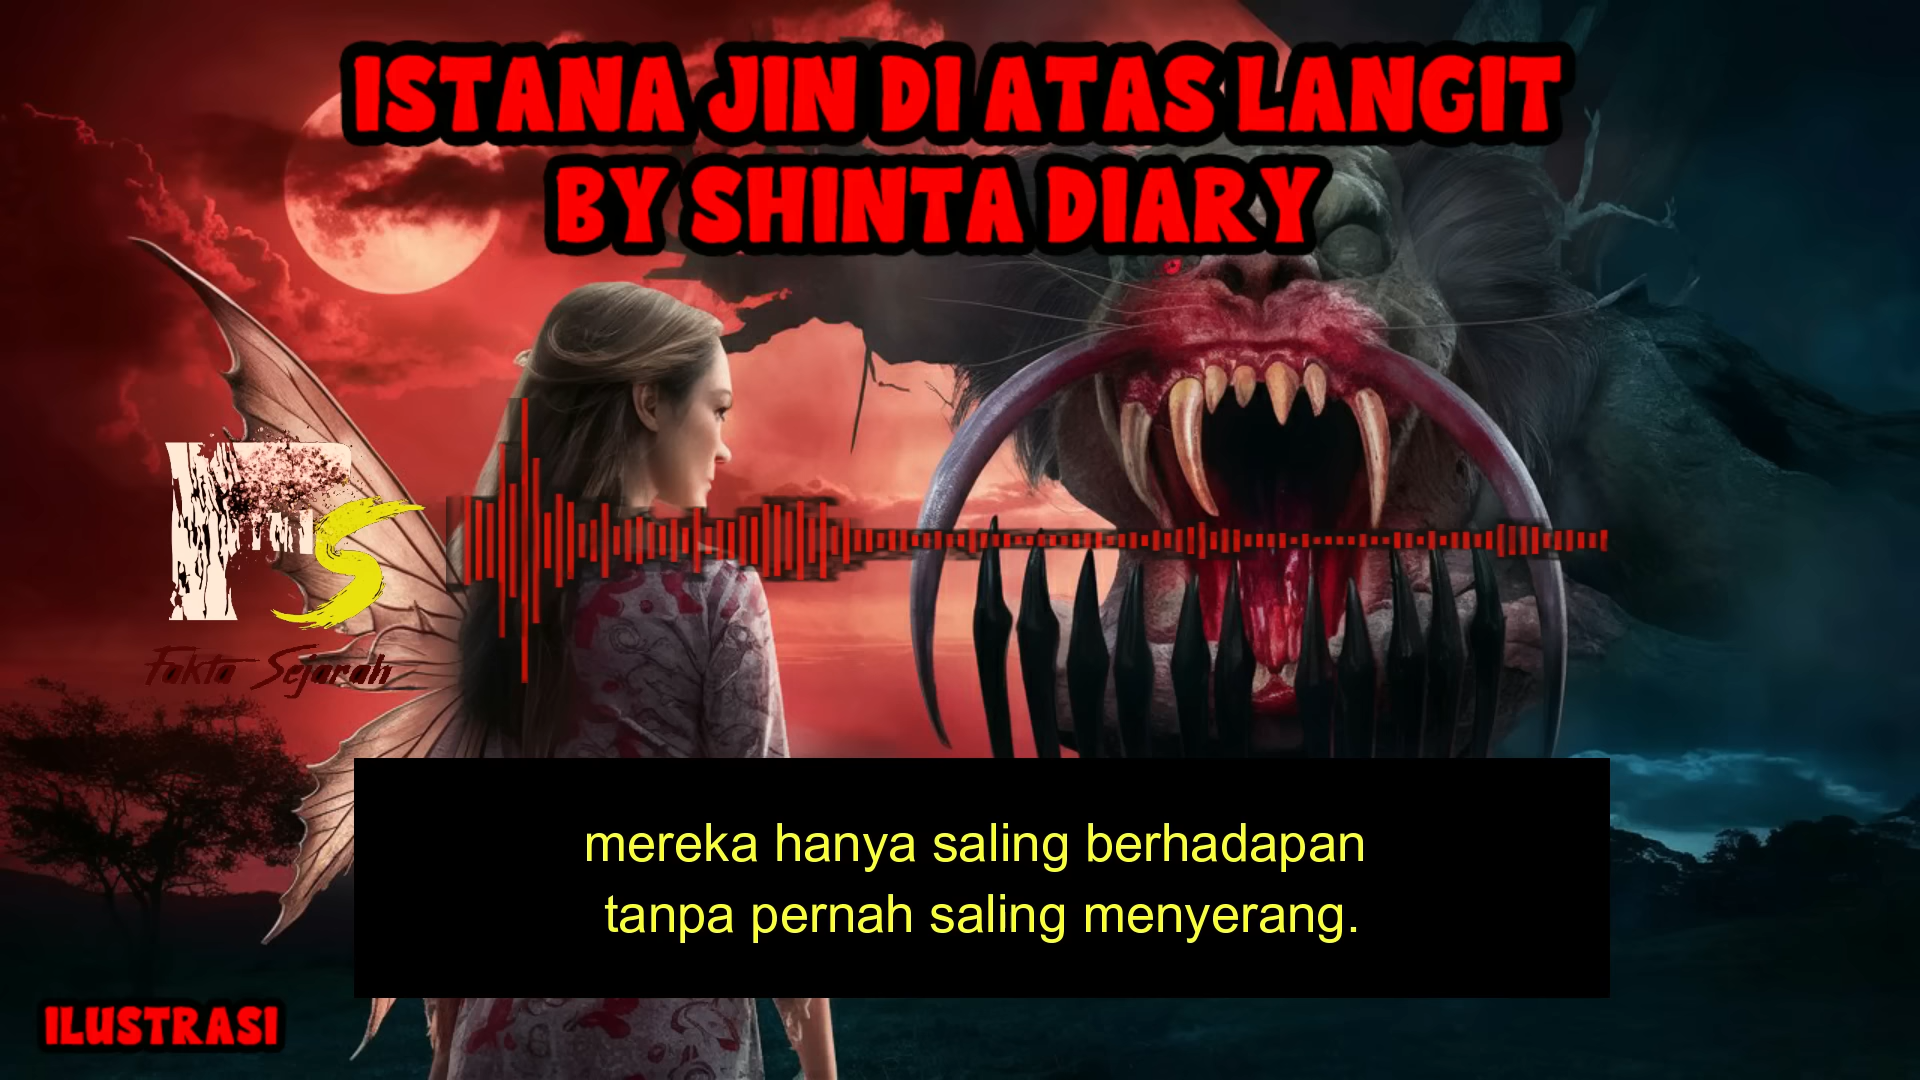 ISTANA JIN DI ATAS LANGIT
BY SHINTA DIARY
FS
Fakta Sejarah
mereka hanya saling berhadapan
tanpa pernah saling menyerang.
ILUSTRASI